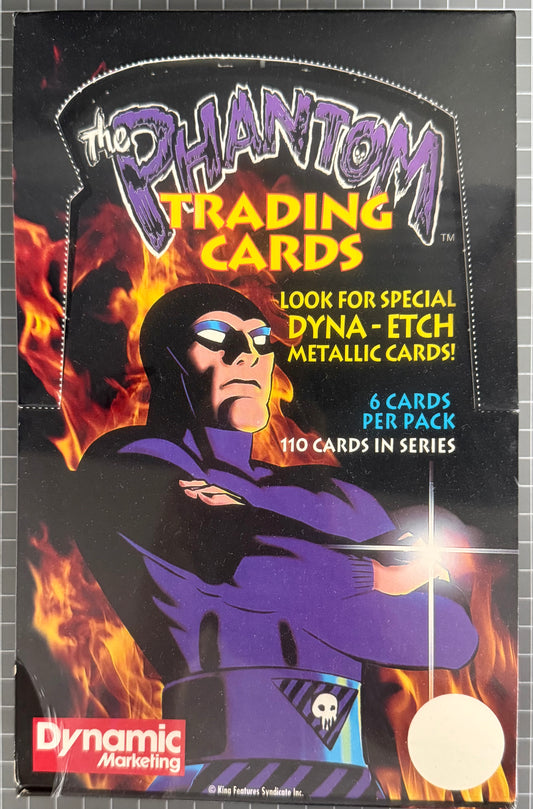 the PHANTOM TM
TRADING
CARDS
LOOK FOR SPECIAL
DYNA - ETCH
METALLIC CARDS!
6 CARDS
PER PACK
110 CARDS IN SERIES
Dynamic
Marketing
© King Features Syndicate Inc.